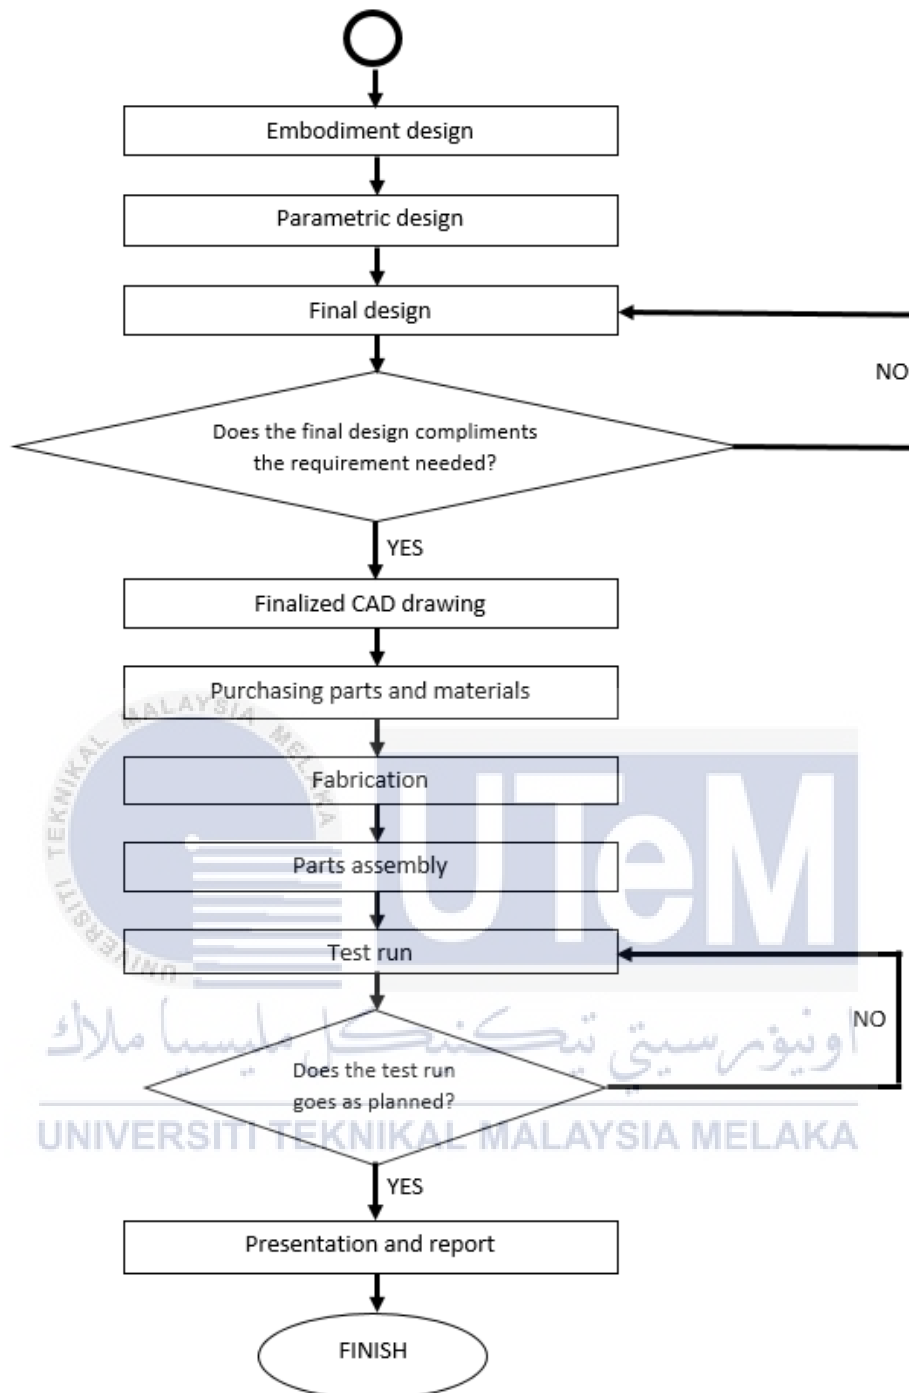 Embodiment design
Parametric design
Final design
NO
Does the final design compliments
the requirement needed?
YES
Finalized CAD drawing
Purchasing parts and materials
UNIVERSITI TEKNIKAL MALAYSIA MELAKA
Fabrication
UTeM
Parts assembly
Test run
اونيۏرسيتي تيكنيكل مليسيا ملاك
NO
Does the test run
goes as planned?
UNIVERSITI TEKNIKAL MALAYSIA MELAKA
YES
Presentation and report
FINISH